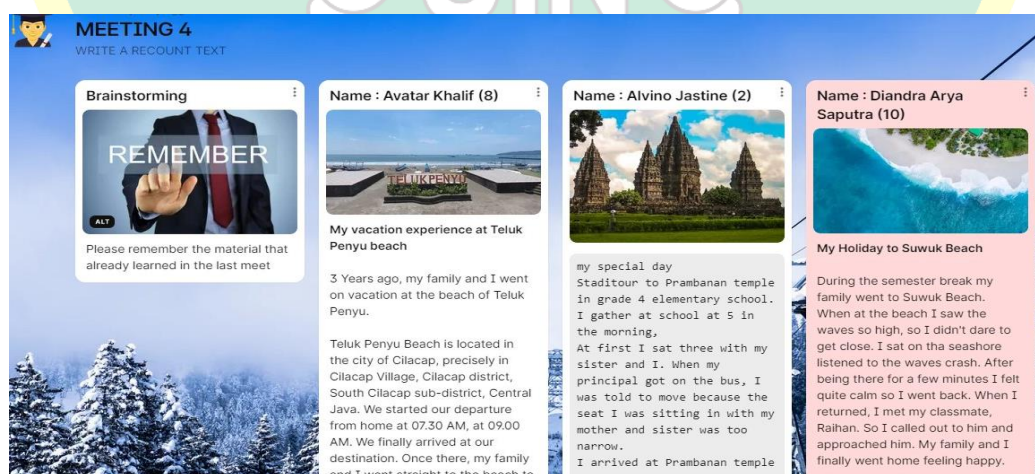 MEETING 4
WRITE A RECOUNT TEXT
Brainstorming
REMEMBER
ALT
Please remember the material that
already learned in the last meet
Name : Avatar Khalif (8)
TELUK PENYU
My vacation experience at Teluk
Penyu beach
3 Years ago, my family and I went
on vacation at the beach of Teluk
Penyu.
Teluk Penyu Beach is located in
the city of Cilacap, precisely in
Cilacap Village, Cilacap district,
South Cilacap sub-district, Central
Java. We started our departure
from home at 07.30 AM, at 09.00
AM. We finally arrived at our
destination. Once there, my family
and I went straight to the beach to
Name : Alvino Jastine (2)
my special day
Staditour to Prambanan temple
in grade 4 elementary school.
I gather at school at 5 in
the morning,
At first I sat three with my
sister and I. When my
principal got on the bus, I
was told to move because the
seat I was sitting in with my
mother and sister was too
narrow.
I arrived at Prambanan temple
Name : Diandra Arya
Saputra (10)
My Holiday to Suwuk Beach
During the semester break my
family went to Suwuk Beach.
When at the beach I saw the
waves so high, so I didn't dare to
get close. I sat on tha seashore
listened to the waves crash. After
being there for a few minutes I felt
quite calm so I went back. When I
returned, I met my classmate,
Raihan. So I called out to him and
approached him. My family and I
finally went home feeling happy.